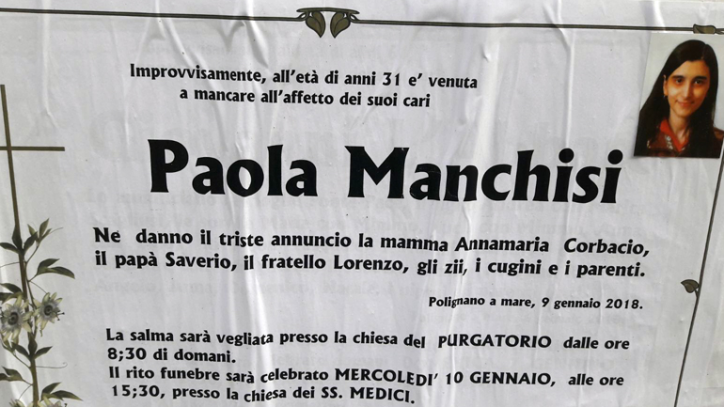 Improvvisamente, all'età di anni 31 e' venuta
a mancare all'affetto dei suoi cari
Paola Manchisi
Ne danno il triste annuncio la mamma Annamaria Corbacio,
il papà Saverio, il fratello Lorenzo, gli zii, i cugini e i parenti.
Polignano a mare, 9 gennaio 2018.
La salma sarà vegliata presso la chiesa del PURGATORIO dalle ore
8;30 di domani.
Il rito funebre sarà celebrato MERCOLEDI' 10 GENNAIO, alle ore
15;30, presso la chiesa dei SS. MEDICI.